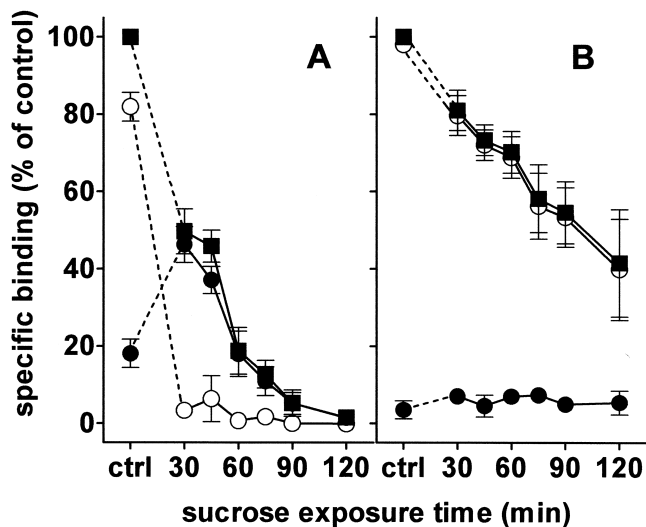 specific binding (% of control)
100
80
60
40
20
0
A
B
ctrl 30 60 90 120 ctrl 30 60 90 120
sucrose exposure time (min)